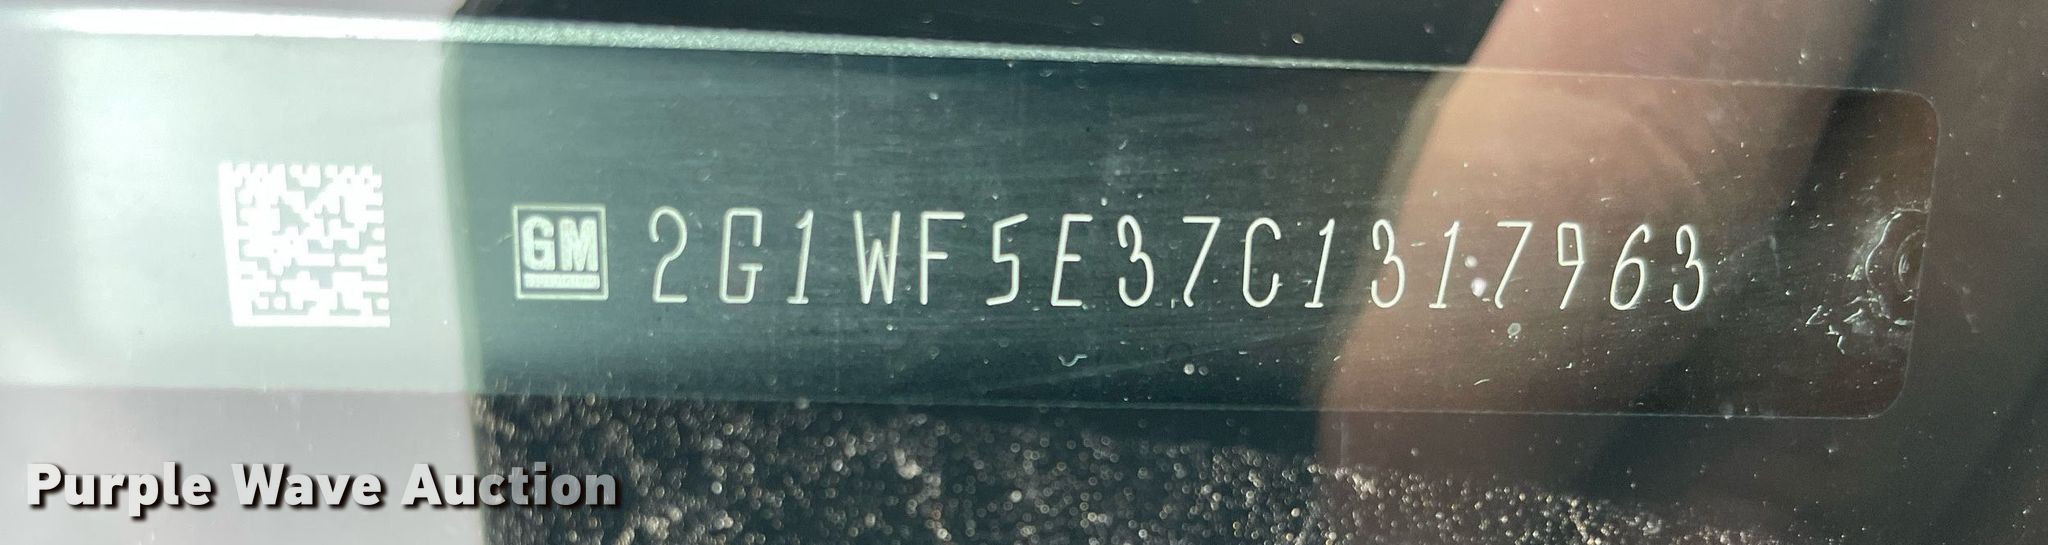 GM 2G1WF5E37C1317963
Purple Wave Auction